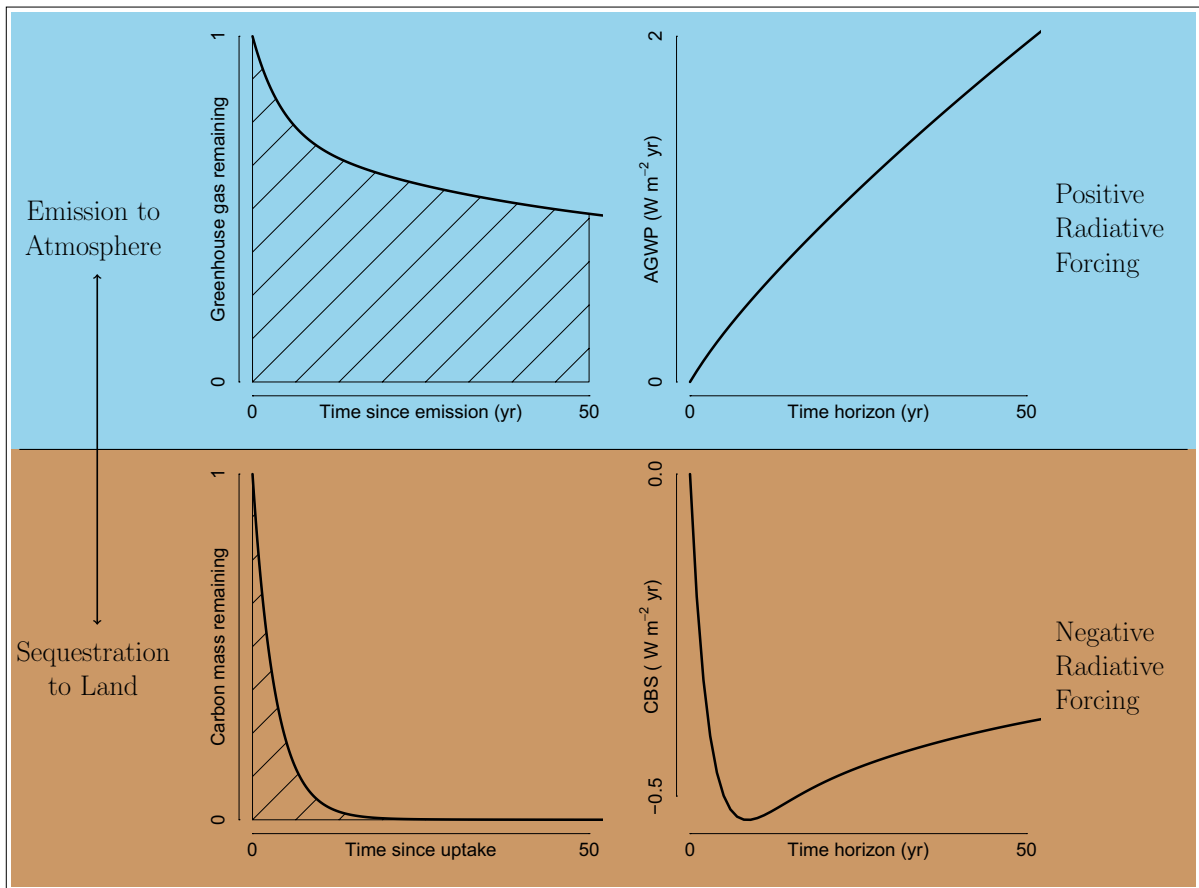 Emission to
Atmosphere
Greenhouse gas remaining
1
0
0
Time since emission (yr)
50
AGWP (W m⁻² yr)
2
0
0
Time horizon (yr)
50
Positive
Radiative
Forcing
Sequestration
to Land
Carbon mass remaining
1
0
0
Time since uptake
50
CBS ( W m⁻² yr)
0.0
−0.5
0
Time horizon (yr)
50
Negative
Radiative
Forcing